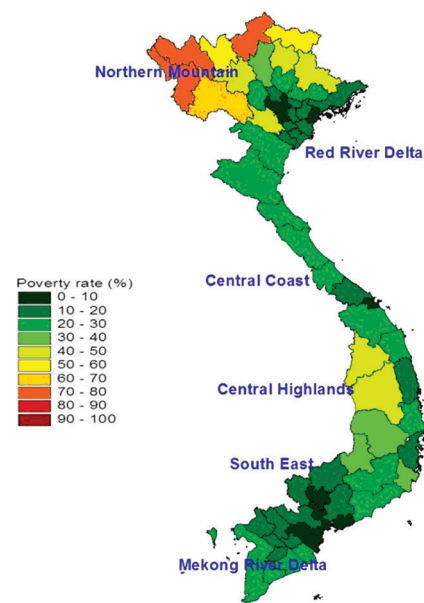 Northern Mountain
Red River Delta
Central Coast
Poverty rate (%)
0 - 10
10 - 20
20 - 30
30 - 40
40 - 50
50 - 60
60 - 70
70 - 80
80 - 90
90 - 100
Central Highlands
South East
Mekong River Delta